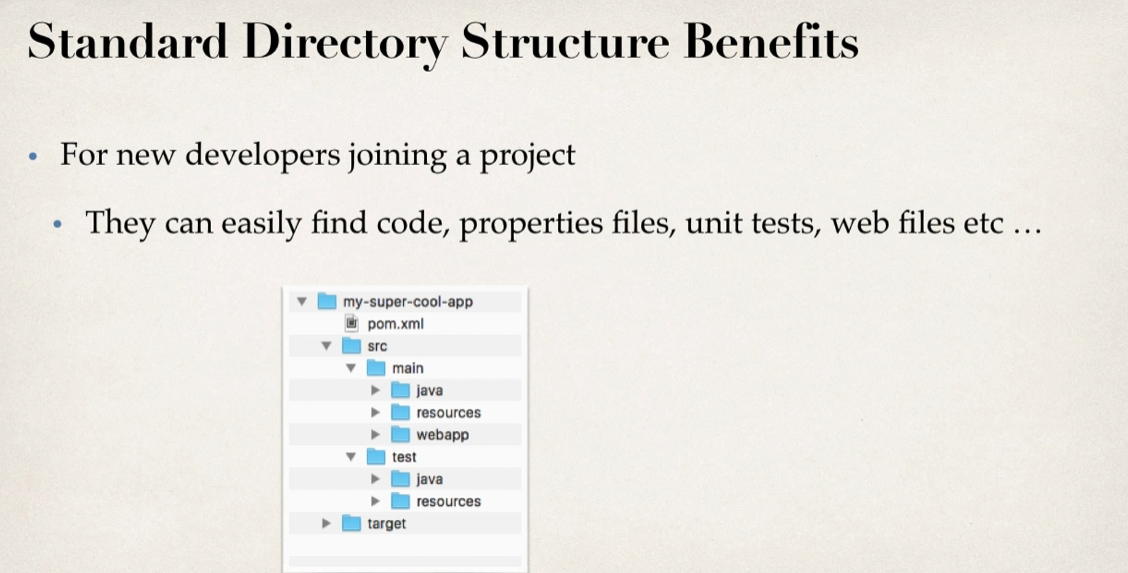 Standard Directory Structure Benefits
For new developers joining a project
They can easily find code, properties files, unit tests, web files etc …
my-super-cool-app
pom.xml
src
main
java
resources
webapp
test
java
resources
target